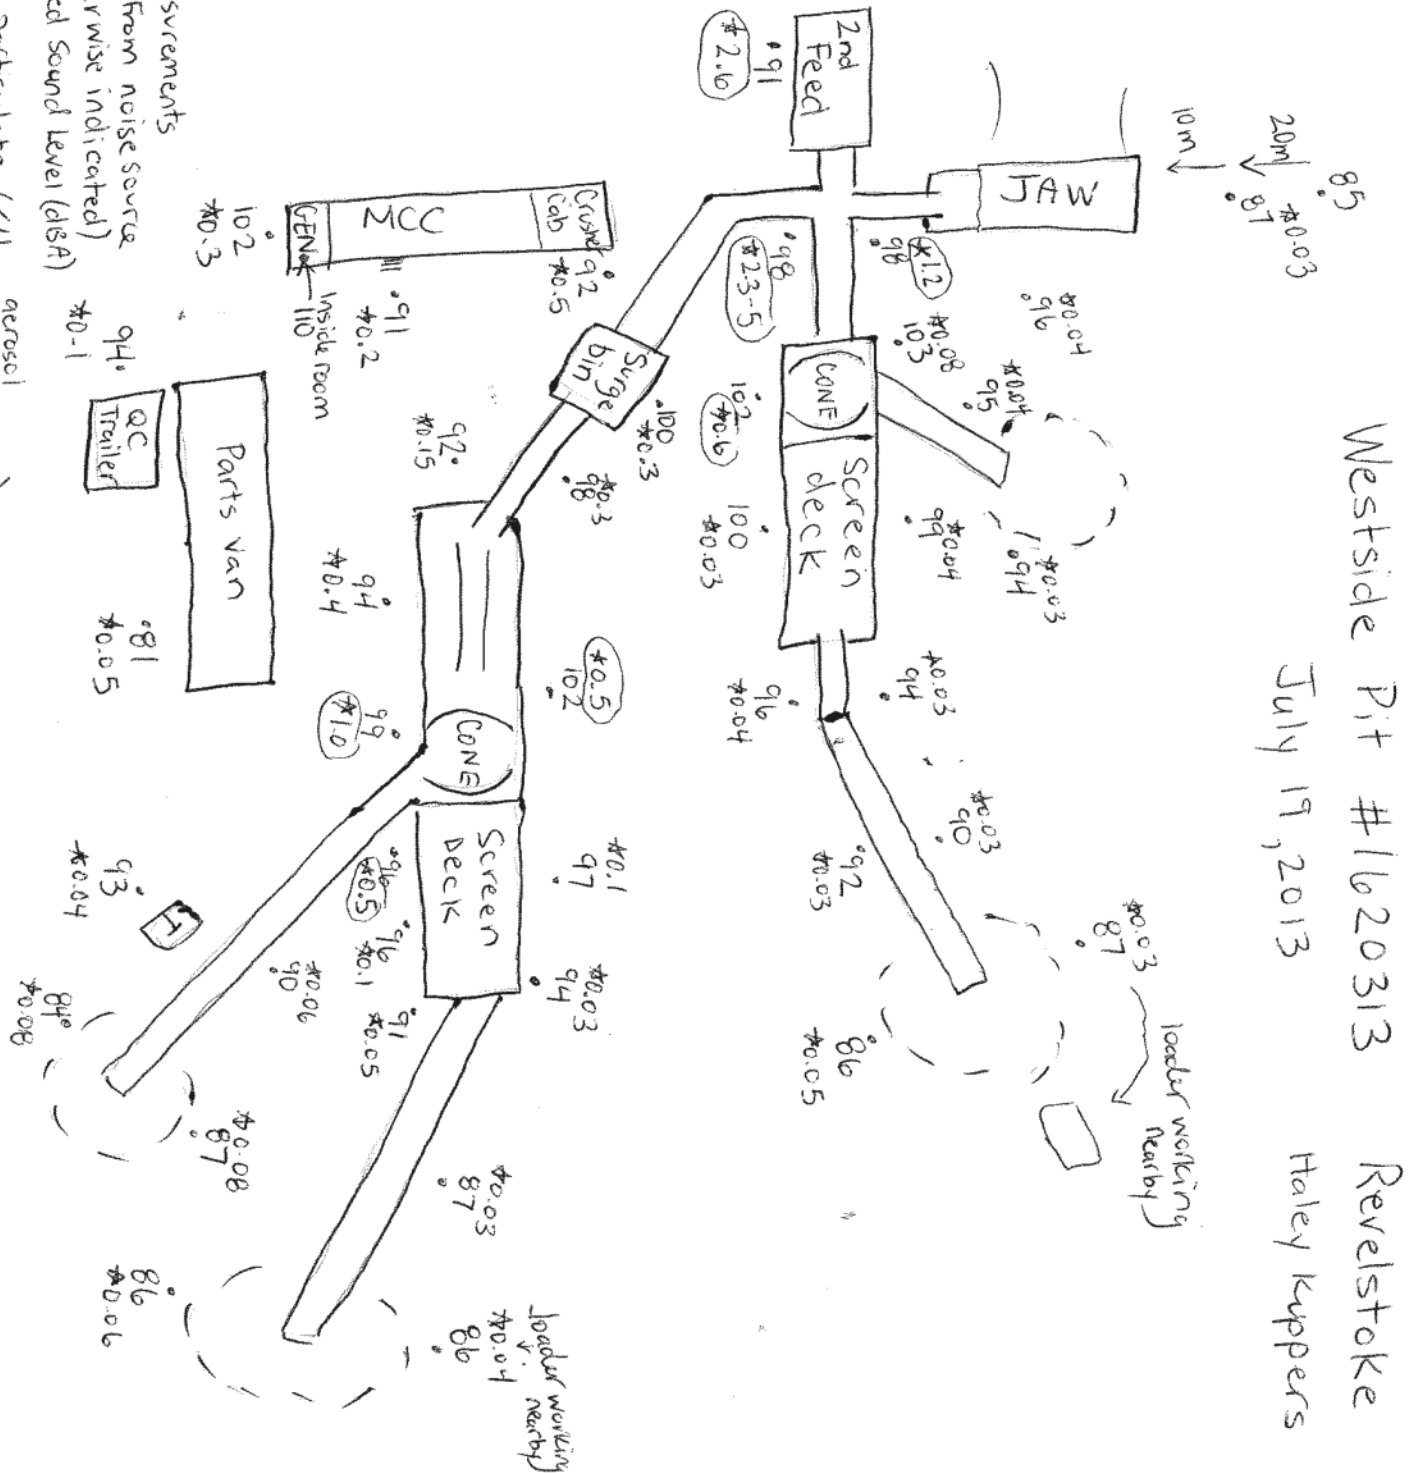 Westside Pit #1620313 Revelstoke
July 19, 2013 Haley Kuppers
85
*0.03
87
20m
10m
JAW
*1.2
98
2nd
Feed
91
*2.6
98
*2.3-5
*0.04
96
*0.08
103
*0.04
95
CONE
Screen
deck
102
*0.6
100
*0.03
*0.04
99
*0.03
94
*0.03
94
96
*0.04
*0.03
90
92
*0.03
*0.03
87
loader working
nearby
86
*0.05
Crusher
Cab
MCC
GEN
92
*0.5
91
*0.2
Inside room
110
102
*0.3
Surge
bin
100
*0.3
*0.3
98
92
*0.15
94
*0.4
*0.5
102
CONE
99
*1.0
Screen
Deck
*0.1
97
*0.03
94
96
*0.5
96
*0.1
91
*0.05
*0.06
90
*0.03
87
loader working
nearby
*0.04
86
86
*0.06
*0.08
87
84
*0.08
T
93
*0.04
Parts van
81
*0.05
QC
Trailer
94
*0.1
surements
From noise source
rwise indicated)
ed Sound Level (dBA)
aerosol